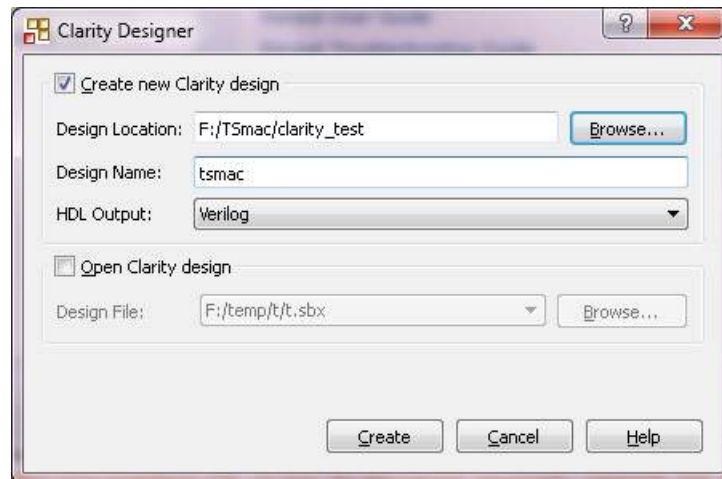 Clarity Designer
?
Create new Clarity design
Design Location: F:/TSmac/clarity_test Browse...
Design Name: tsmac
HDL Output: Verilog
Open Clarity design
Design File: F:/temp/t/t.sbx Browse...
Create Cancel Help